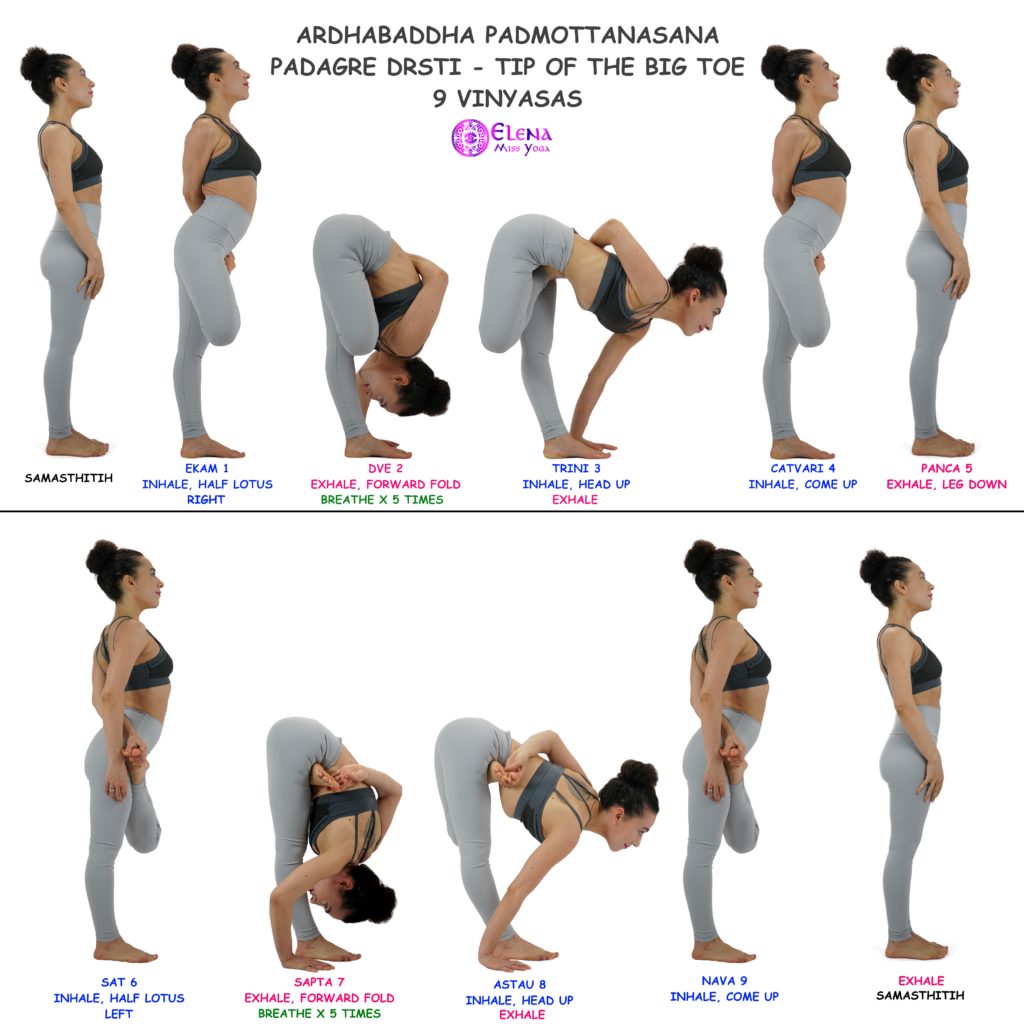 ARDHABADDHA PADMOTTANASANA
PADAGRE DRSTI - TIP OF THE BIG TOE
9 VINYASAS
ELENA
MISS YOGA
SAMASTHITIH
EKAM 1
INHALE, HALF LOTUS
RIGHT
DVE 2
EXHALE, FORWARD FOLD
BREATHE X 5 TIMES
TRINI 3
INHALE, HEAD UP
EXHALE
CATVARI 4
INHALE, COME UP
PANCA 5
EXHALE, LEG DOWN
SAT 6
INHALE, HALF LOTUS
LEFT
SAPTA 7
EXHALE, FORWARD FOLD
BREATHE X 5 TIMES
ASTAU 8
INHALE, HEAD UP
EXHALE
NAVA 9
INHALE, COME UP
EXHALE
SAMASTHITIH